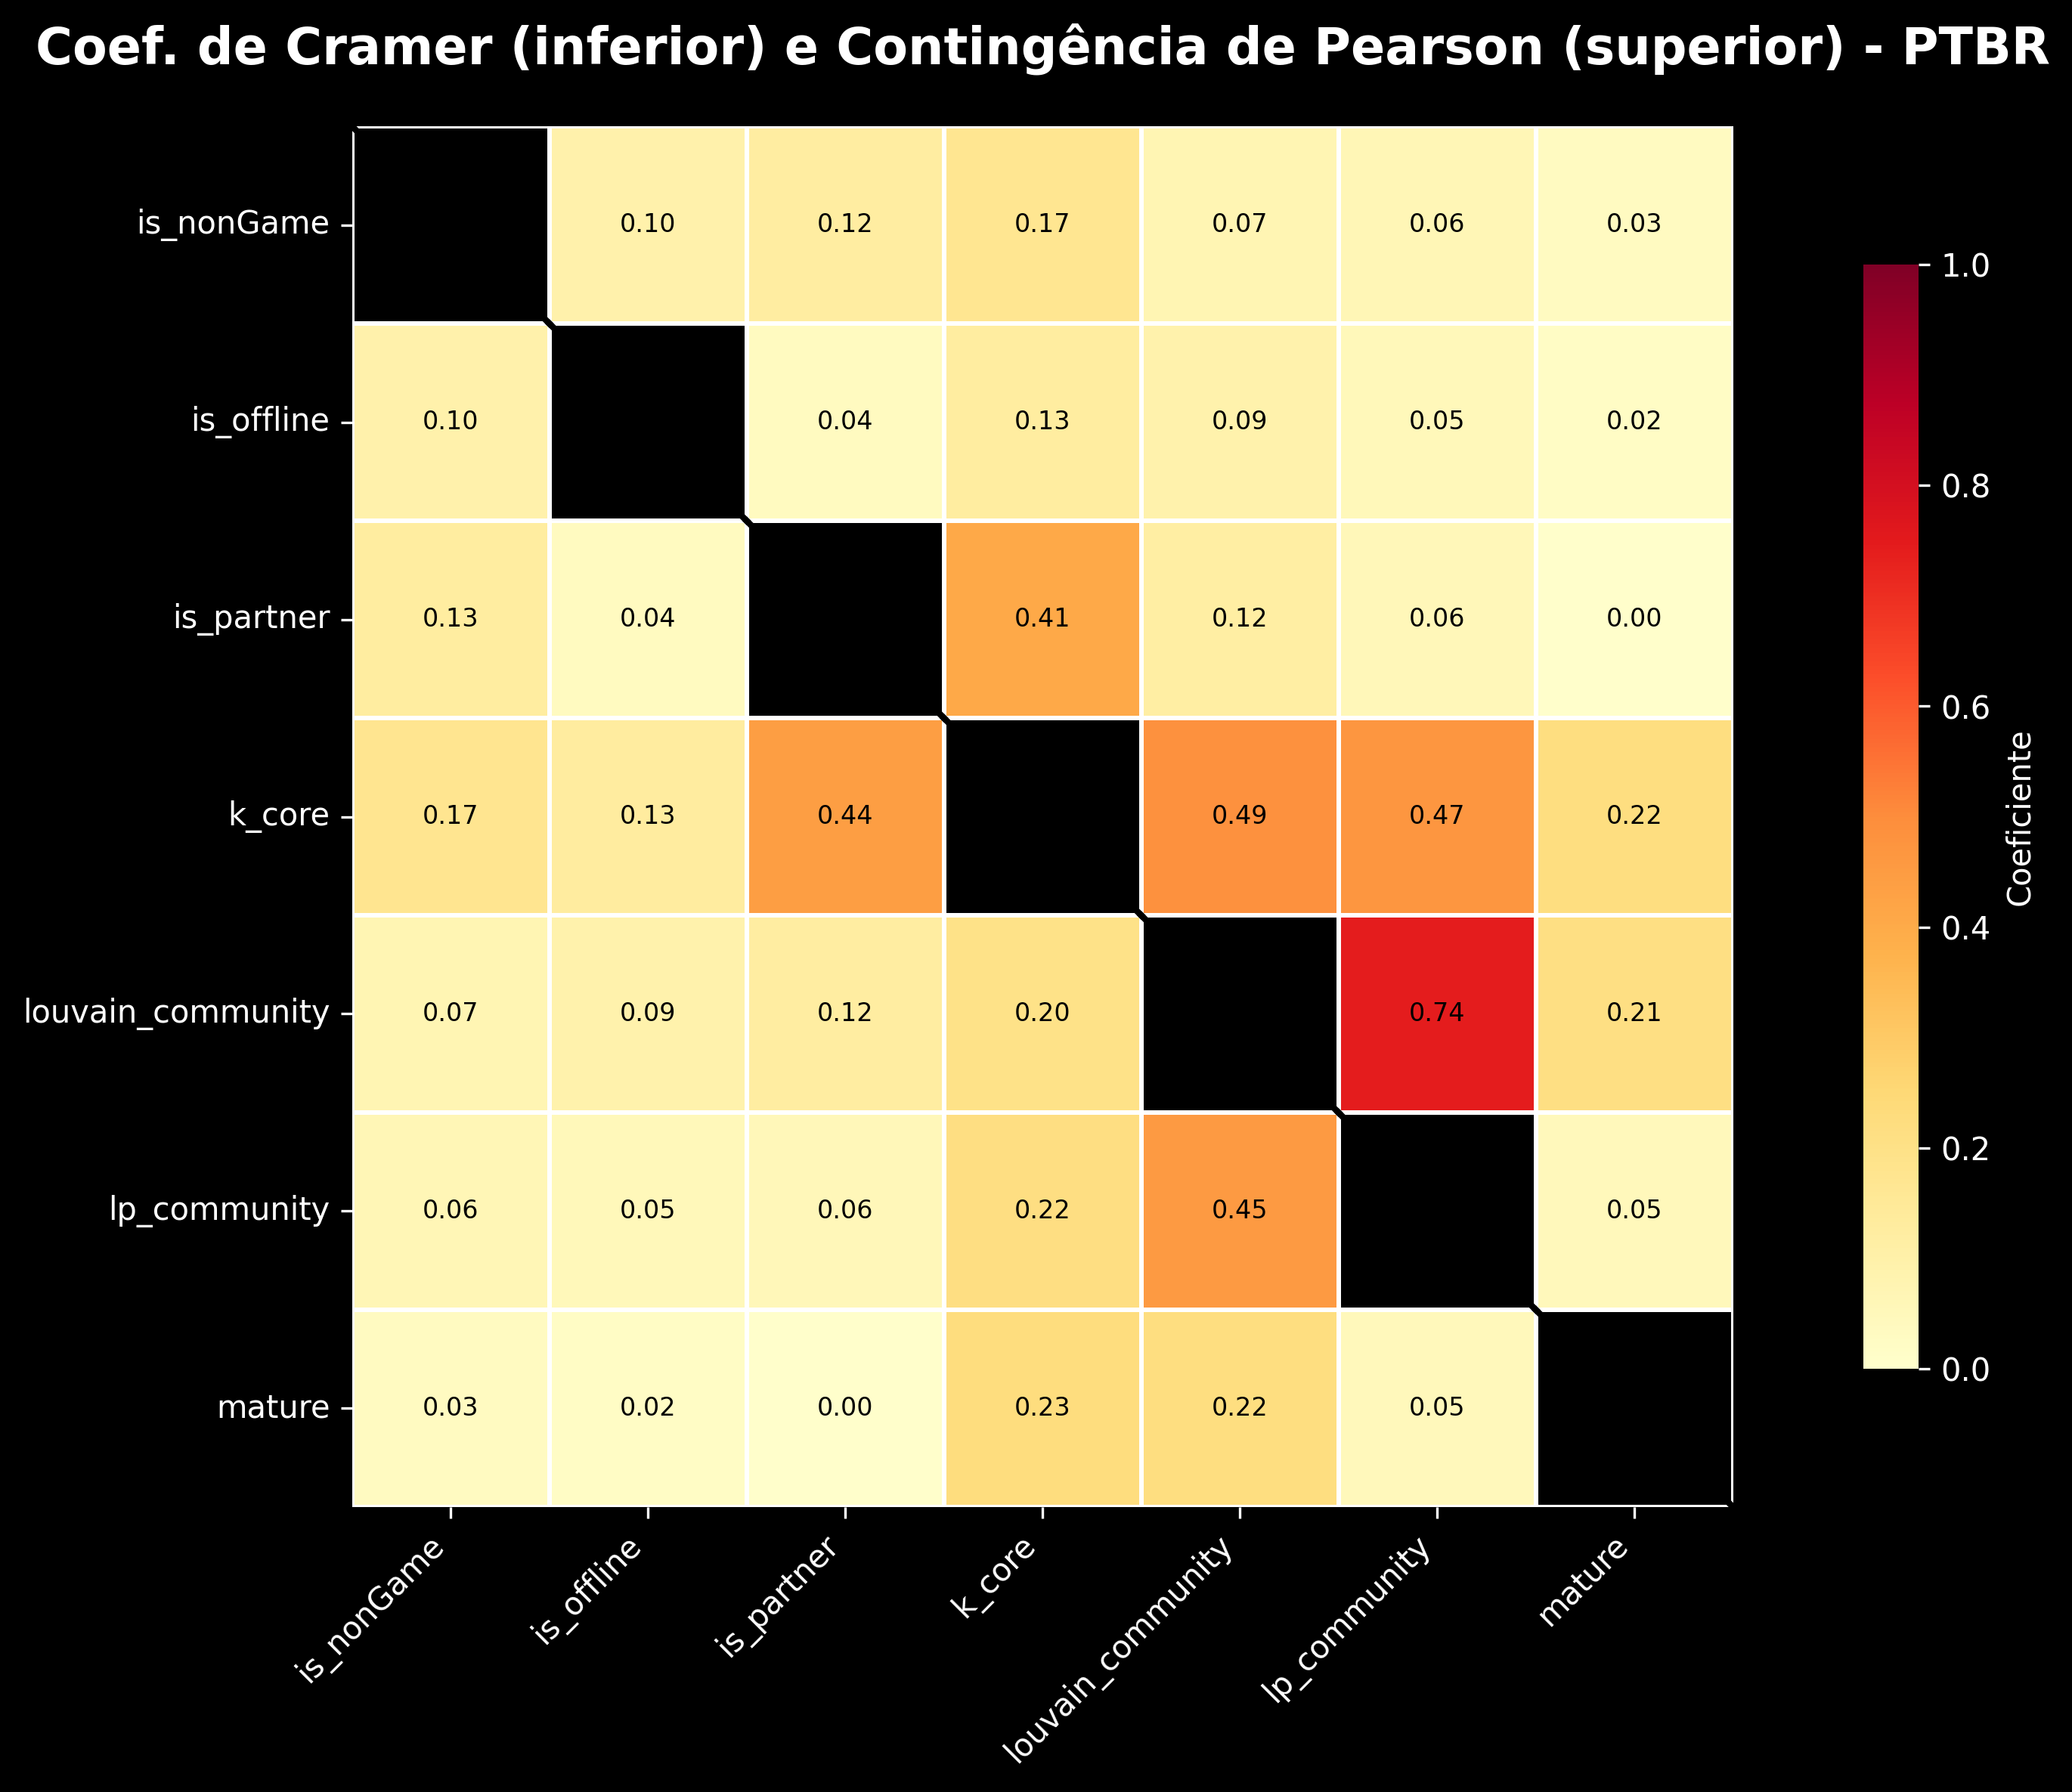 Coef. de Cramer (inferior) e Contingência de Pearson (superior) - PTBR
is_nonGame 0.10 0.12 0.17 0.07 0.06 0.03
is_offline 0.10 0.04 0.13 0.09 0.05 0.02
is_partner 0.13 0.04 0.41 0.12 0.06 0.00
k_core 0.17 0.13 0.44 0.49 0.47 0.22
louvain_community 0.07 0.09 0.12 0.20 0.74 0.21
lp_community 0.06 0.05 0.06 0.22 0.45 0.05
mature 0.03 0.02 0.00 0.23 0.22 0.05
is_nonGame
is_offline
is_partner
k_core
louvain_community
lp_community
mature
1.0
0.8
0.6
0.4
0.2
0.0
Coeficiente